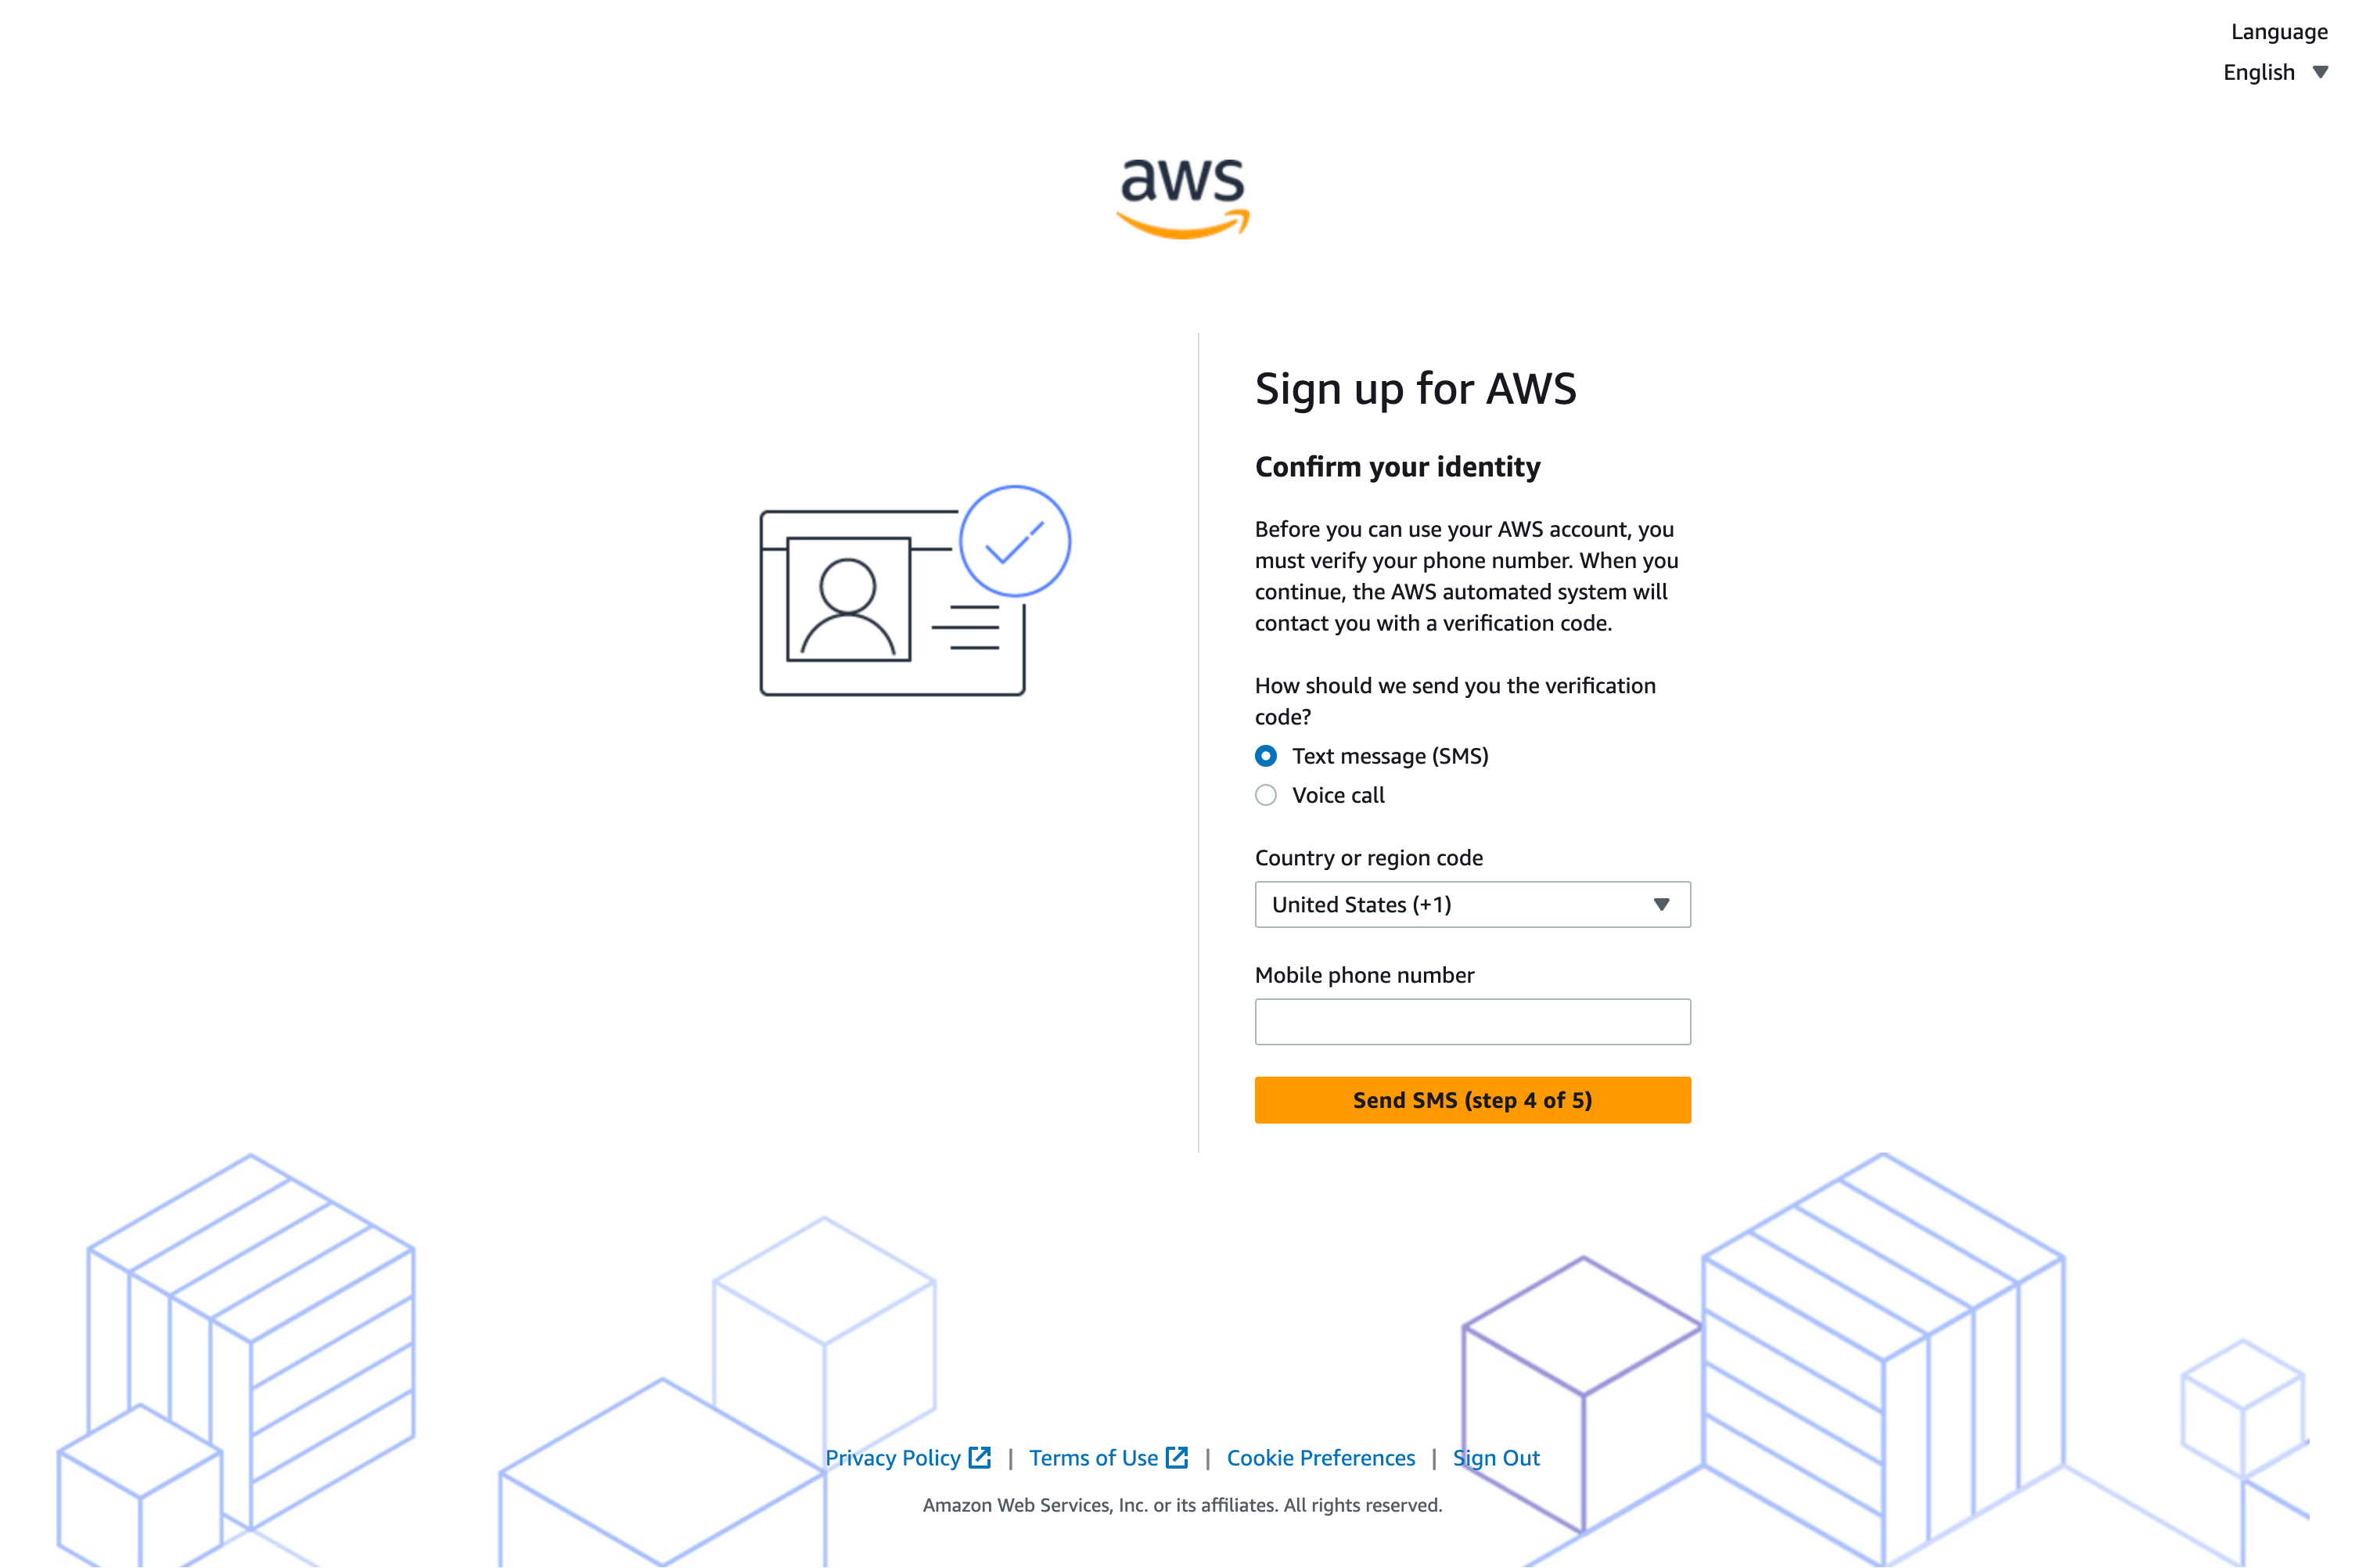 Language
English
aws
Sign up for AWS
Confirm your identity
Before you can use your AWS account, you
must verify your phone number. When you
continue, the AWS automated system will
contact you with a verification code.
How should we send you the verification
code?
Text message (SMS)
Voice call
Country or region code
United States (+1)
Mobile phone number
Send SMS (step 4 of 5)
Privacy Policy | Terms of Use | Cookie Preferences | Sign Out
Amazon Web Services, Inc. or its affiliates. All rights reserved.